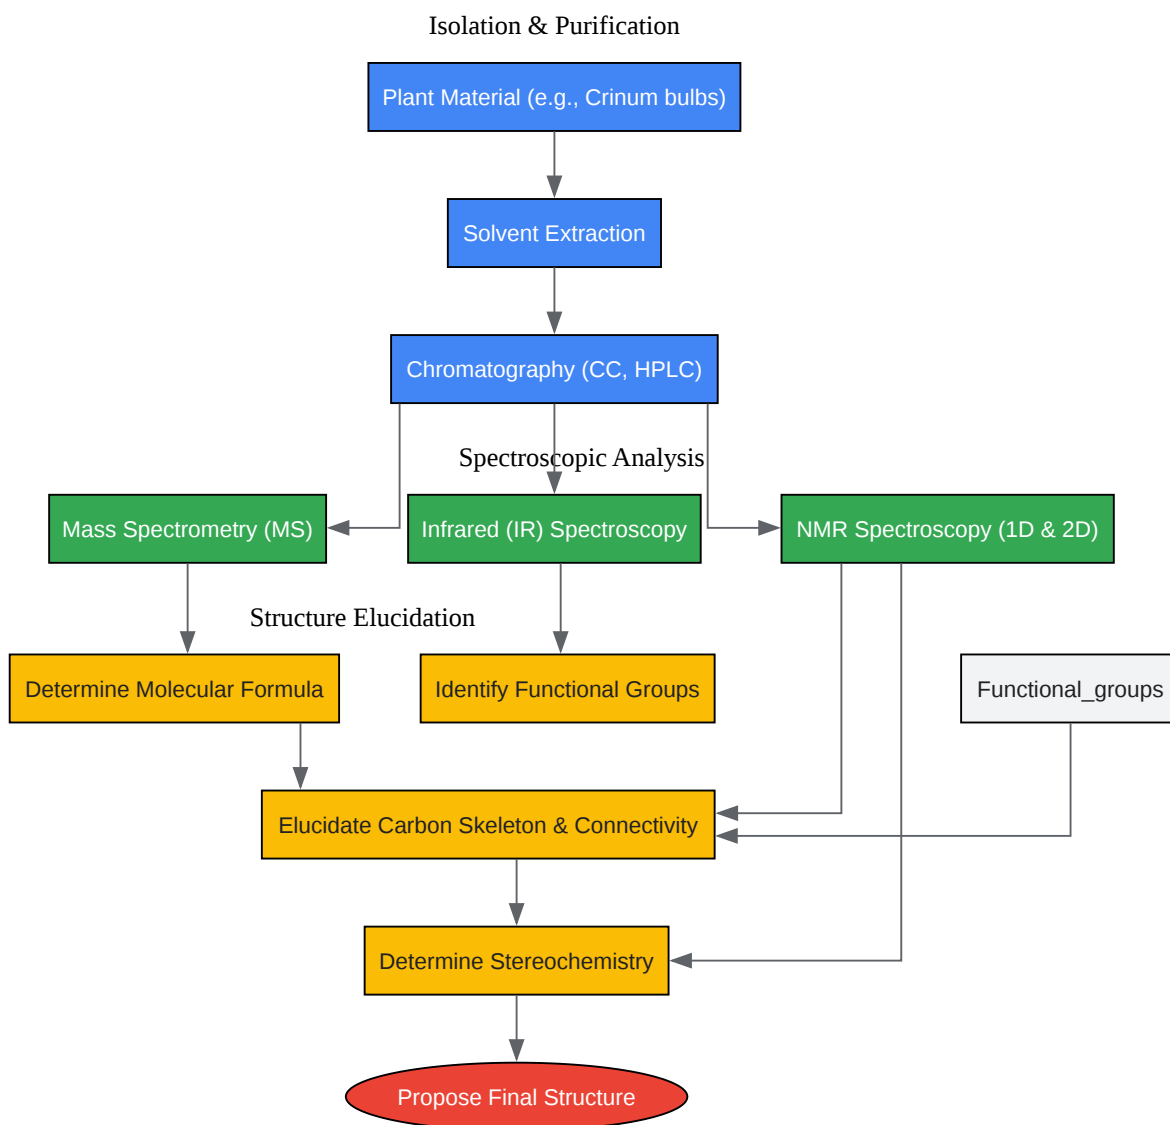 Isolation & Purification
Plant Material (e.g., Crinum bulbs)
Solvent Extraction
Chromatography (CC, HPLC)
Spectroscopic Analysis
Mass Spectrometry (MS)
Infrared (IR) Spectroscopy
NMR Spectroscopy (1D & 2D)
Structure Elucidation
Determine Molecular Formula
Identify Functional Groups
Functional_groups
Elucidate Carbon Skeleton & Connectivity
Determine Stereochemistry
Propose Final Structure